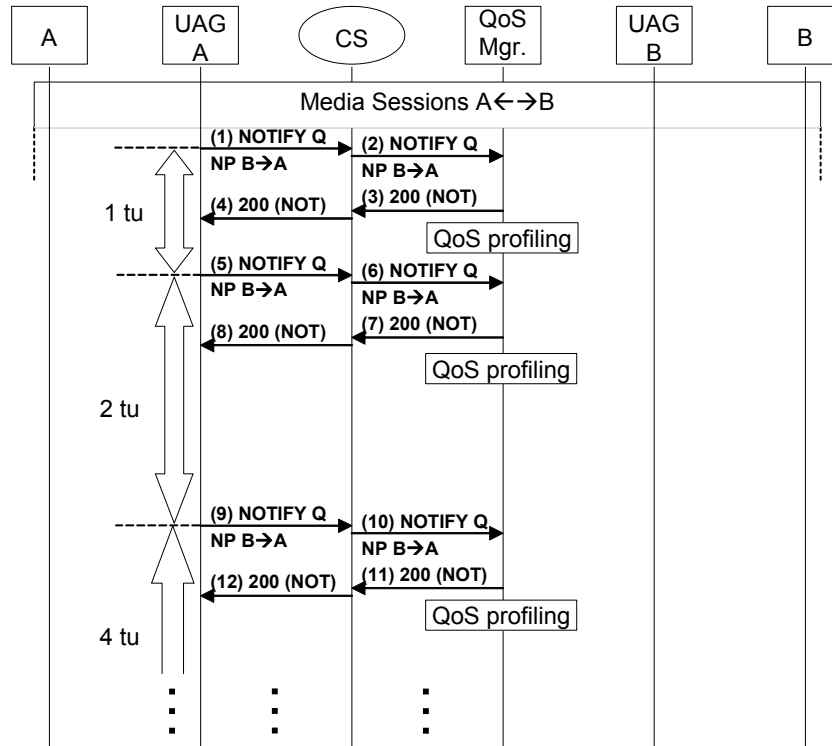 A
UAG
A
CS
QoS
Mgr.
UAG
B
B
Media Sessions A←→B
(1) NOTIFY Q
NP B→A
(2) NOTIFY Q
NP B→A
1 tu
(4) 200 (NOT)
(3) 200 (NOT)
QoS profiling
(5) NOTIFY Q
NP B→A
(6) NOTIFY Q
NP B→A
(8) 200 (NOT)
(7) 200 (NOT)
QoS profiling
2 tu
(9) NOTIFY Q
NP B→A
(10) NOTIFY Q
NP B→A
(12) 200 (NOT)
(11) 200 (NOT)
QoS profiling
4 tu